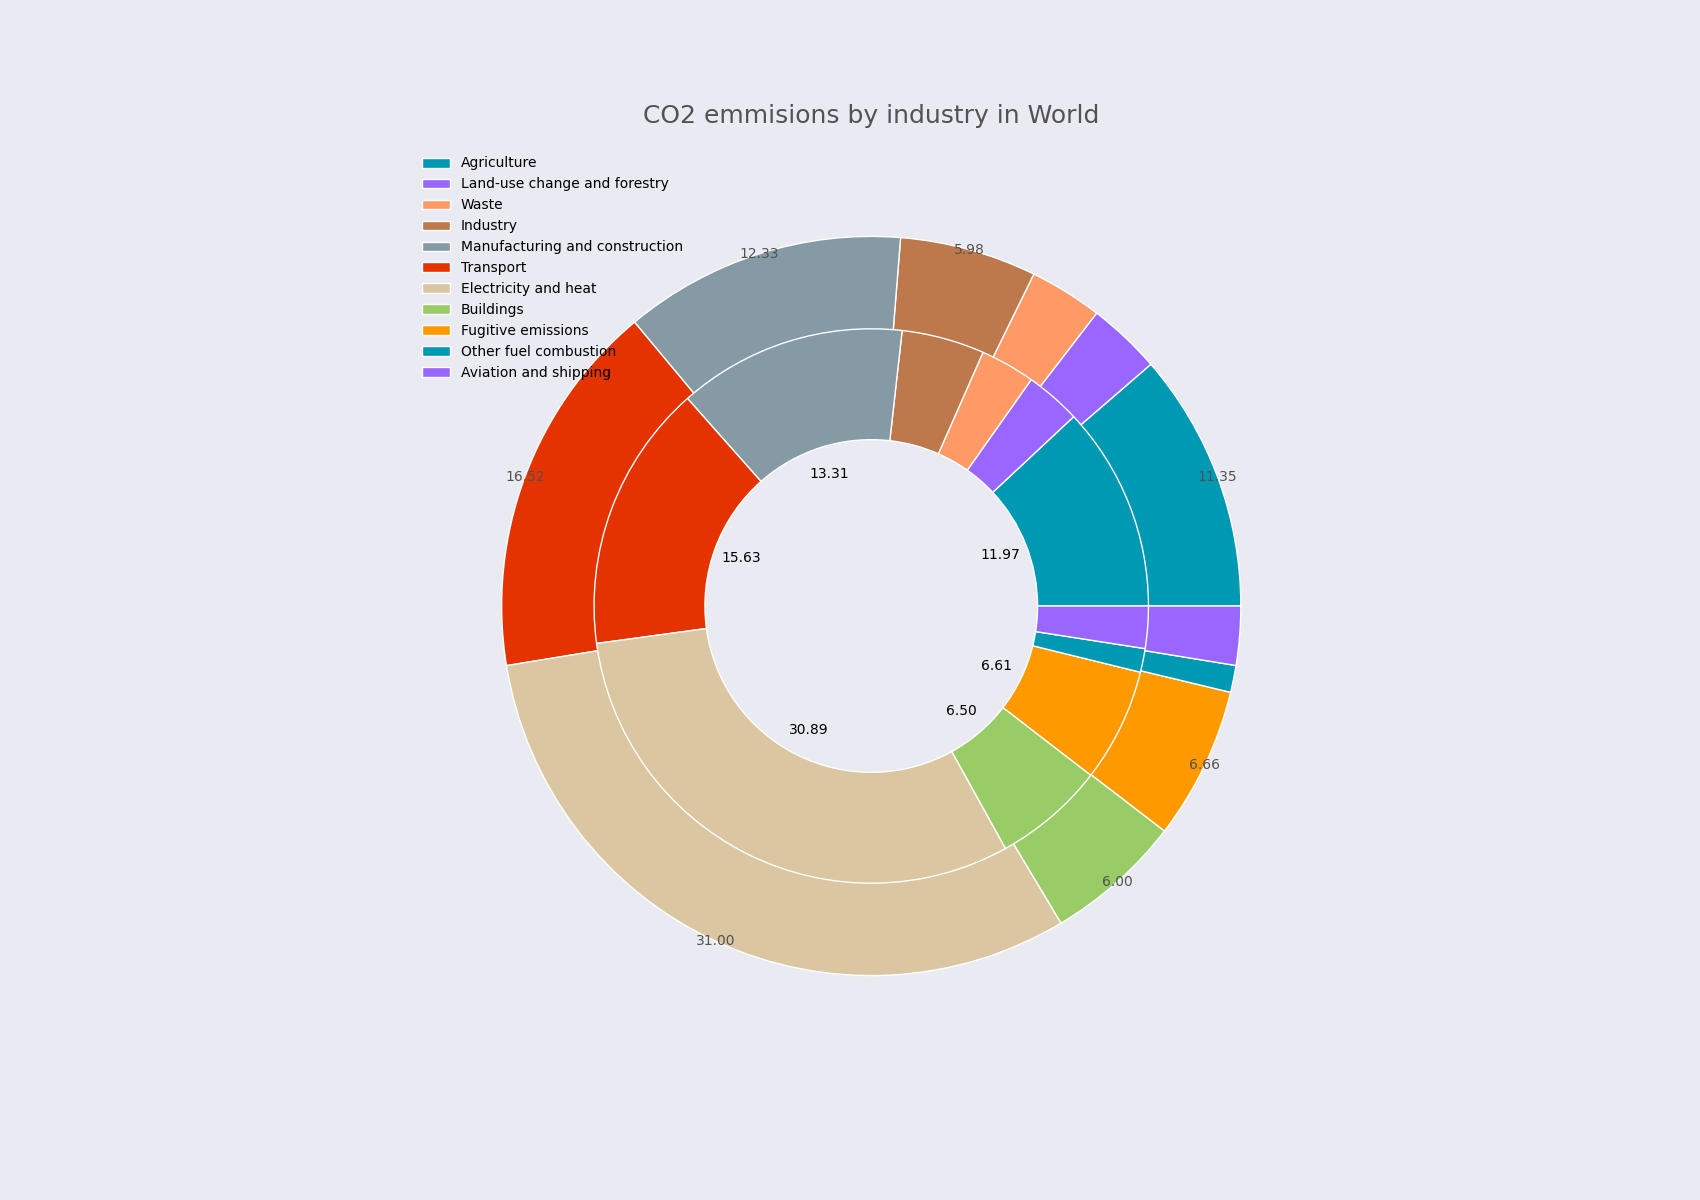 CO2 emmisions by industry in World
Agriculture
Land-use change and forestry
Waste
Industry
Manufacturing and construction
Transport
Electricity and heat
Buildings
Fugitive emissions
Other fuel combustion
Aviation and shipping
12.33
5.98
16.52
11.35
13.31
15.63
11.97
6.61
6.50
30.89
6.66
6.00
31.00